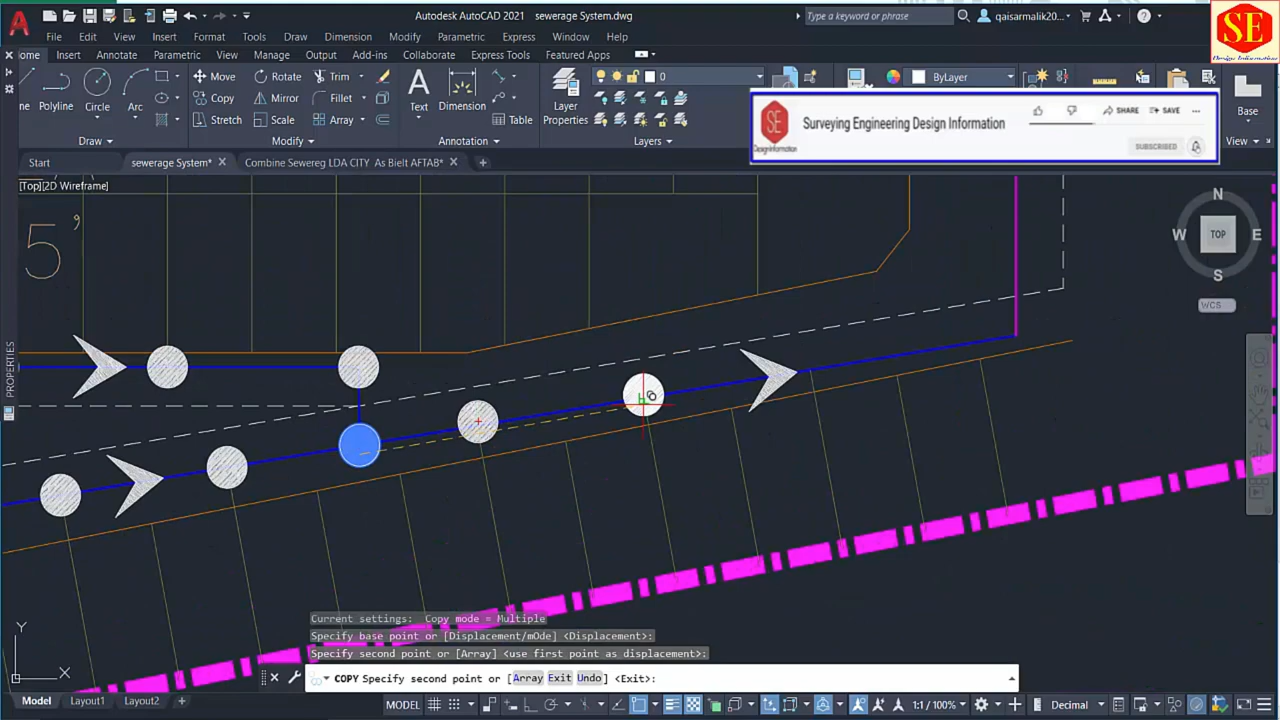 Autodesk AutoCAD 2021 sewerage System.dwg
Type a keyword or phrase
qaisarmalik20...
SE
Design Information
File Edit View Insert Format Tools Draw Dimension Modify Parametric Express Window Help
ome Insert Annotate Parametric View Manage Output Add-ins Collaborate Express Tools Featured Apps
Polyline Circle Arc
Move Rotate Trim
Copy Mirror Fillet
Stretch Scale Array
Text Dimension
Table
Layer
Properties
0
ByLayer
Base
Draw Modify Annotation Layers View
SE
Design Information
Surveying Engineering Design Information
SHARE SAVE
SUBSCRIBED
Start sewerage System* Combine Sewereg LDA CITY As Bielt AFTAB*
[Top][2D Wireframe]
5'
N
W TOP E
S
WCS
PROPERTIES
Current settings: Copy mode = Multiple
Specify base point or [Displacement/mOde] <Displacement>:
Specify second point or [Array] <use first point as displacement>:
COPY Specify second point or [Array Exit Undo] <Exit>:
Y
X
Model Layout1 Layout2
MODEL 1:1 / 100% Decimal